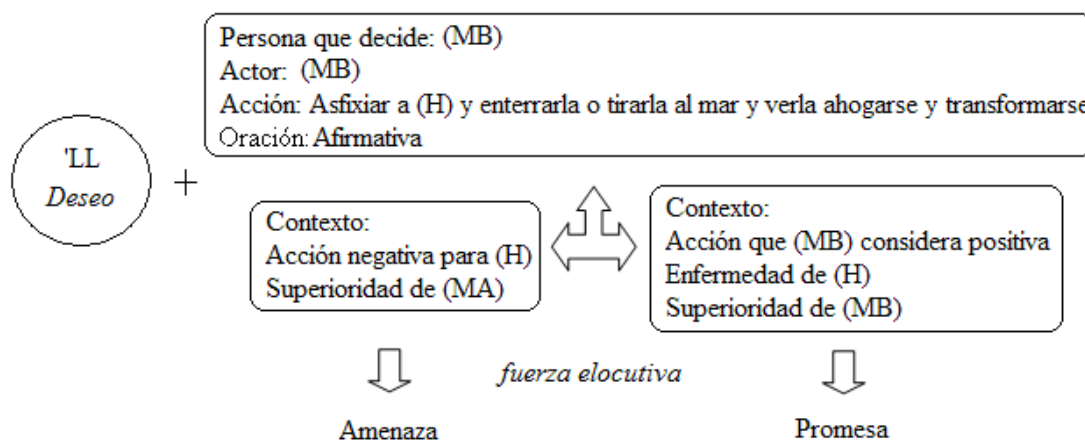 Persona que decide: (MB)
Actor: (MB)
Acción: Asfixiar a (H) y enterrarla o tirarla al mar y verla ahogarse y transformarse
Oración: Afirmativa
'LL
Deseo
+
Contexto:
Acción negativa para (H)
Superioridad de (MA)
Contexto:
Acción que (MB) considera positiva
Enfermedad de (H)
Superioridad de (MB)
fuerza elocutiva
Amenaza
Promesa